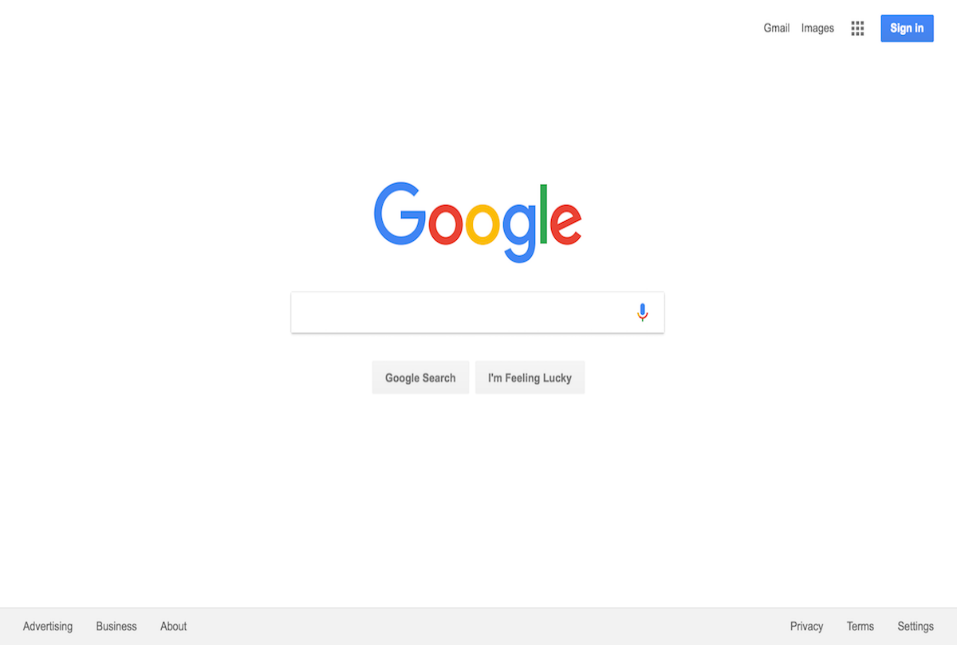 Gmail Images Sign in
Google
Google Search I'm Feeling Lucky
Advertising Business About Privacy Terms Settings